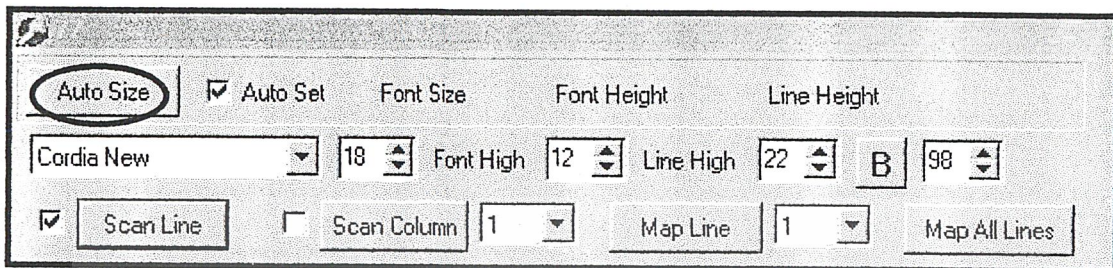 Auto Size Auto Set Font Size Font Height Line Height
Cordia New 18 Font High 12 Line High 22 B 98
Scan Line Scan Column 1 Map Line 1 Map All Lines